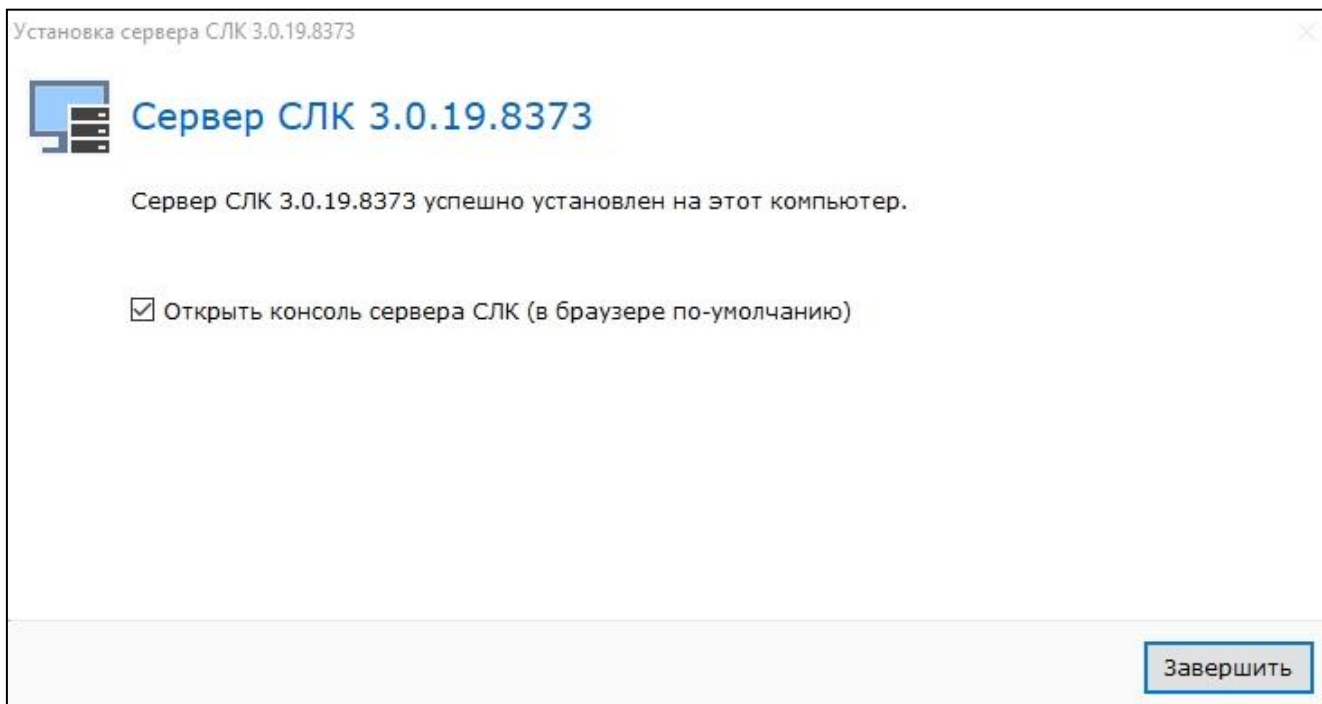 Установка сервера СЛК 3.0.19.8373
Сервер СЛК 3.0.19.8373
Сервер СЛК 3.0.19.8373 успешно установлен на этот компьютер.
Открыть консоль сервера СЛК (в браузере по-умолчанию)
Завершить